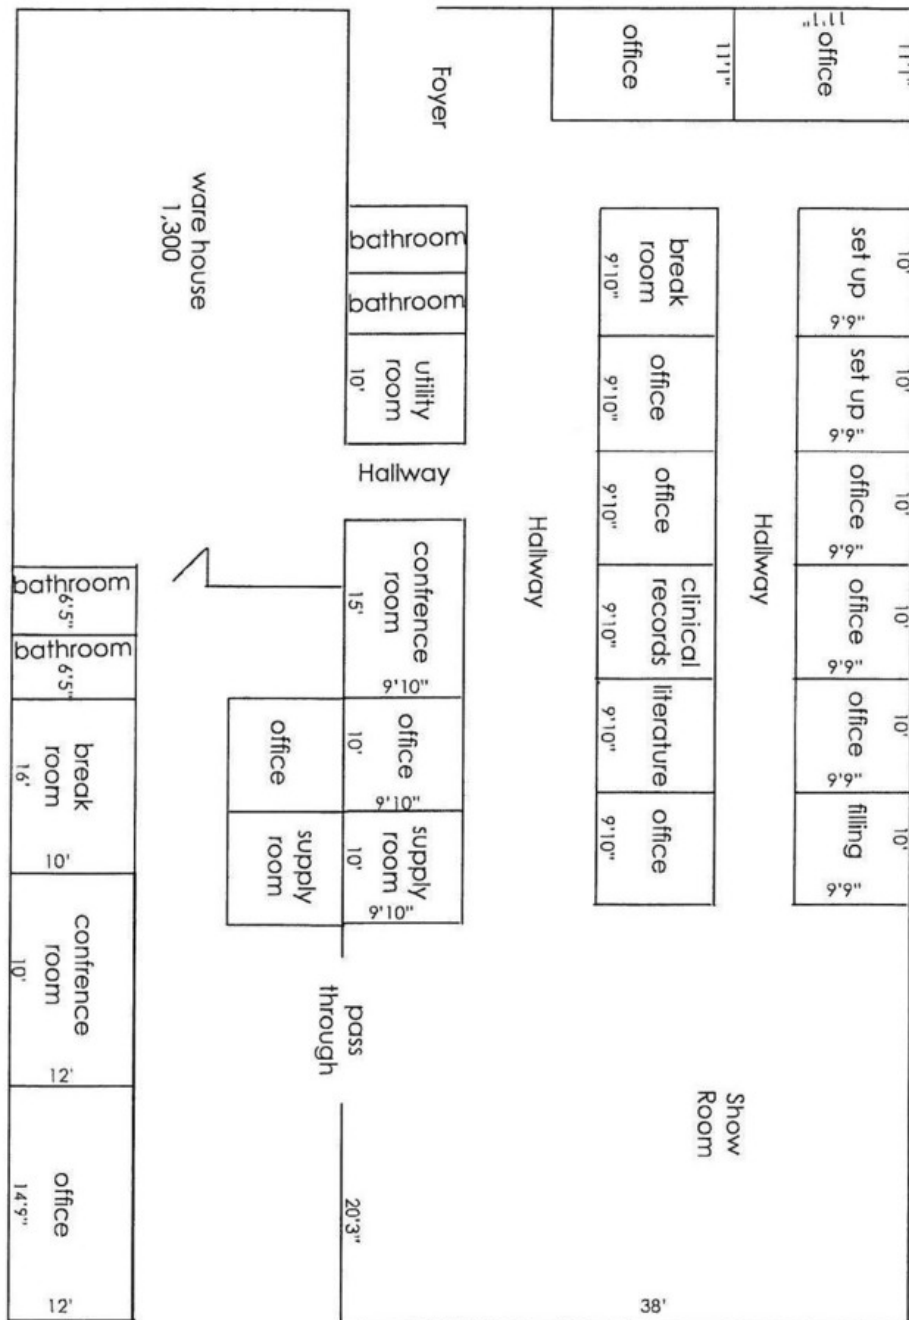 office
11'1"
office
11'1"
11'1"
Foyer
ware house
1,300
bathroom
bathroom
utility
room
10'
Hallway
break
room
9'10"
office
9'10"
office
9'10"
clinical
records
9'10"
literature
9'10"
office
9'10"
set up
10'
9'9"
set up
10'
9'9"
office
10'
9'9"
office
10'
9'9"
office
10'
9'9"
filling
10'
9'9"
Hallway
Hallway
confrence
room
15'
9'10"
office
10'
9'10"
supply
room
10'
9'10"
office
supply
room
bathroom
6'5"
bathroom
6'5"
break
room
16'
10'
confrence
room
10'
12'
office
14'9"
12'
pass
through
20'3"
Show
Room
38'